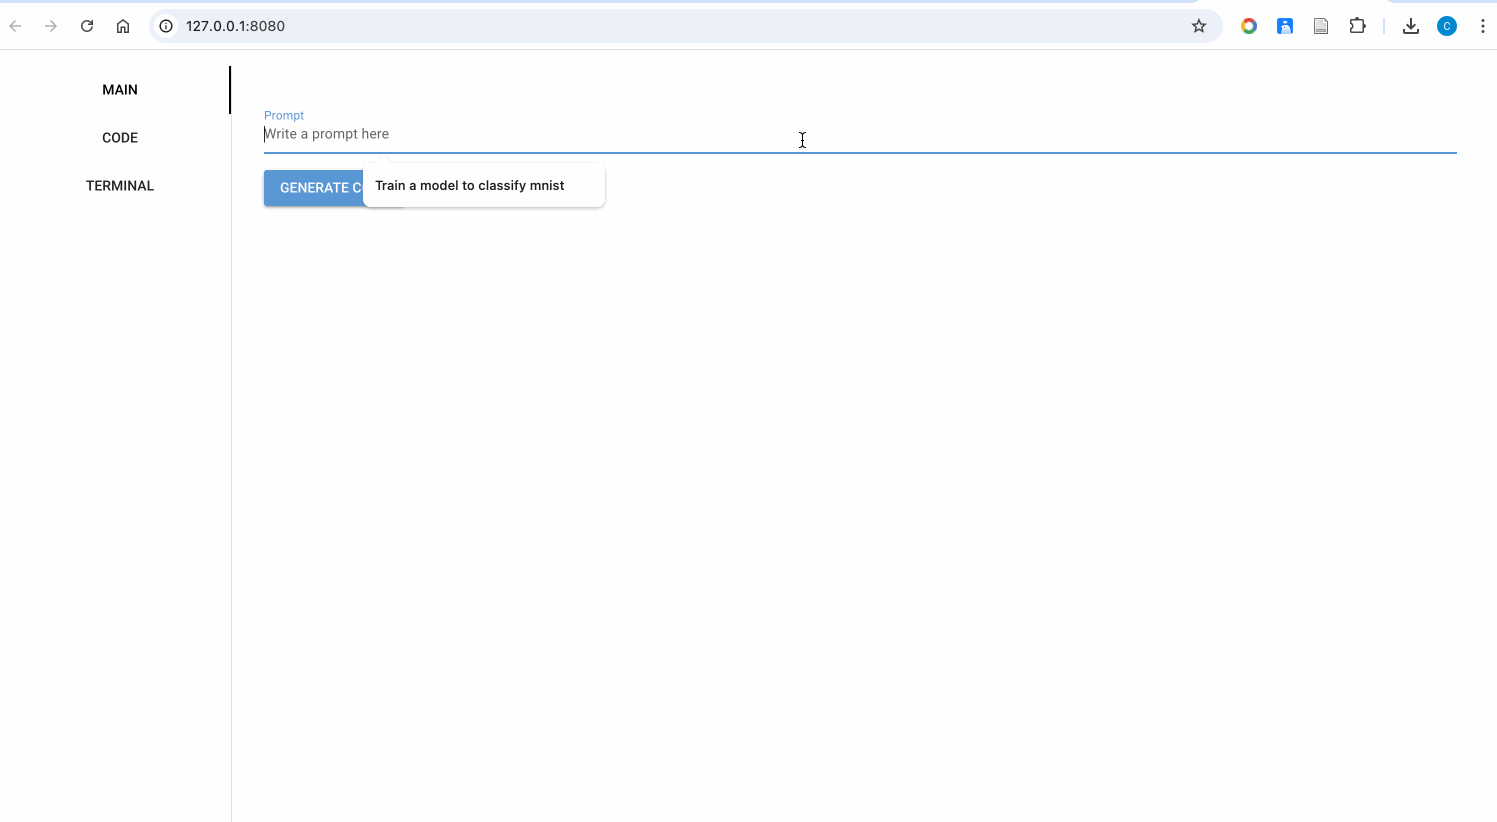 127.0.0.1:8080
C
MAIN
CODE
TERMINAL
Prompt
Write a prompt here
GENERATE C
Train a model to classify mnist